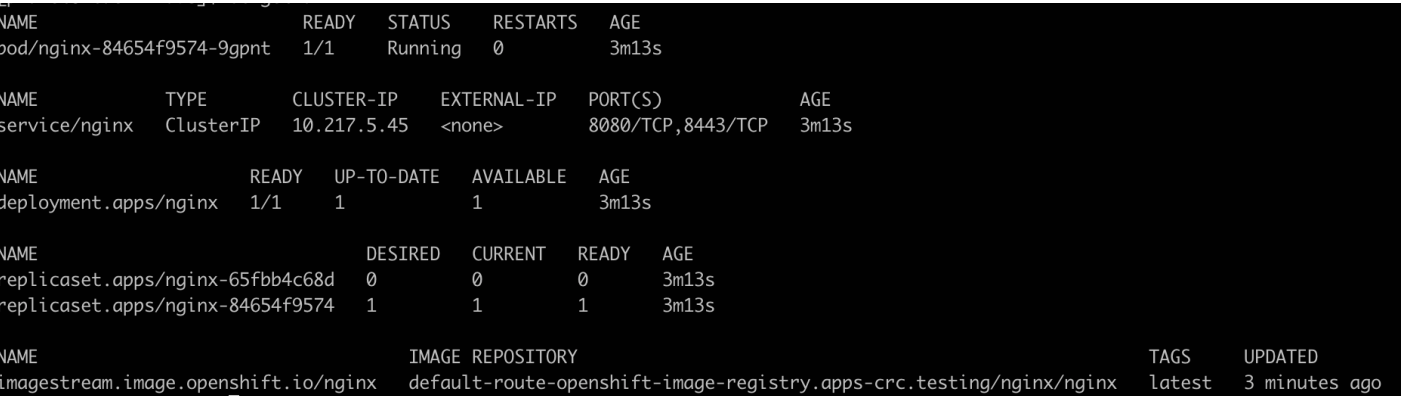 NAME READY STATUS RESTARTS AGE
pod/nginx-84654f9574-9gpnt 1/1 Running 0 3m13s
NAME TYPE CLUSTER-IP EXTERNAL-IP PORT(S) AGE
service/nginx ClusterIP 10.217.5.45 <none> 8080/TCP,8443/TCP 3m13s
NAME READY UP-TO-DATE AVAILABLE AGE
deployment.apps/nginx 1/1 1 1 3m13s
NAME DESIRED CURRENT READY AGE
replicaset.apps/nginx-65fbb4c68d 0 0 0 3m13s
replicaset.apps/nginx-84654f9574 1 1 1 3m13s
NAME IMAGE REPOSITORY TAGS UPDATED
imagestream.image.openshift.io/nginx default-route-openshift-image-registry.apps-crc.testing/nginx/nginx latest 3 minutes ago